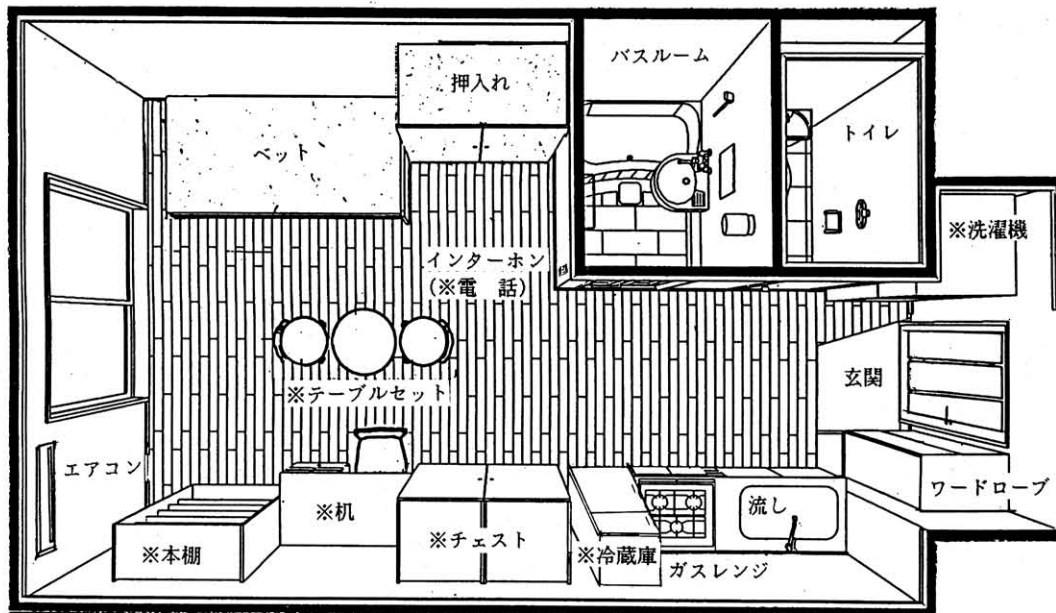 バスルーム
押入れ
トイレ
ベット
※洗濯機
インターホン
(※電 話)
玄関
※テーブルセット
エアコン
ワードローブ
※机
流し
※チェスト
※本棚
※冷蔵庫
ガスレンジ